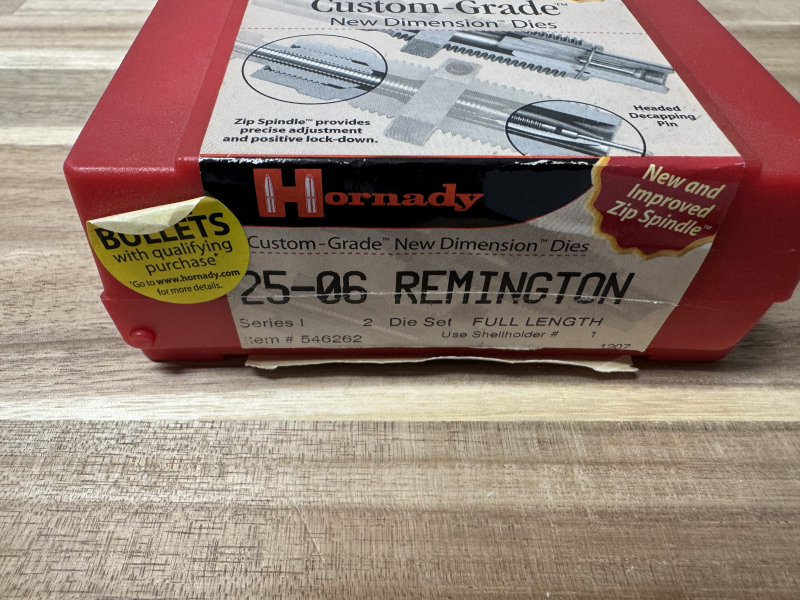 Custom-Grade™
New Dimension™ Dies
Zip Spindle™ provides
precise adjustment
and positive lock-down.
Headed
Decapping
Pin
Hornady
New and
Improved
Zip Spindle™
BULLETS
with qualifying
purchase*
*Go to www.hornady.com
for more details.
Custom-Grade™ New Dimension™ Dies
25-06 REMINGTON
Series I 2 Die Set FULL LENGTH
Item # 546262 Use Shellholder # 1
1207